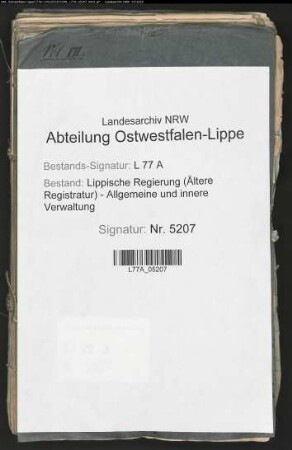 Landesarchiv NRW
Abteilung Ostwestfalen-Lippe
Bestands-Signatur: L 77 A
Bestand: Lippische Regierung (Ältere
Registratur) - Allgemeine und innere
Verwaltung
Signatur: Nr. 5207
L77A_05207